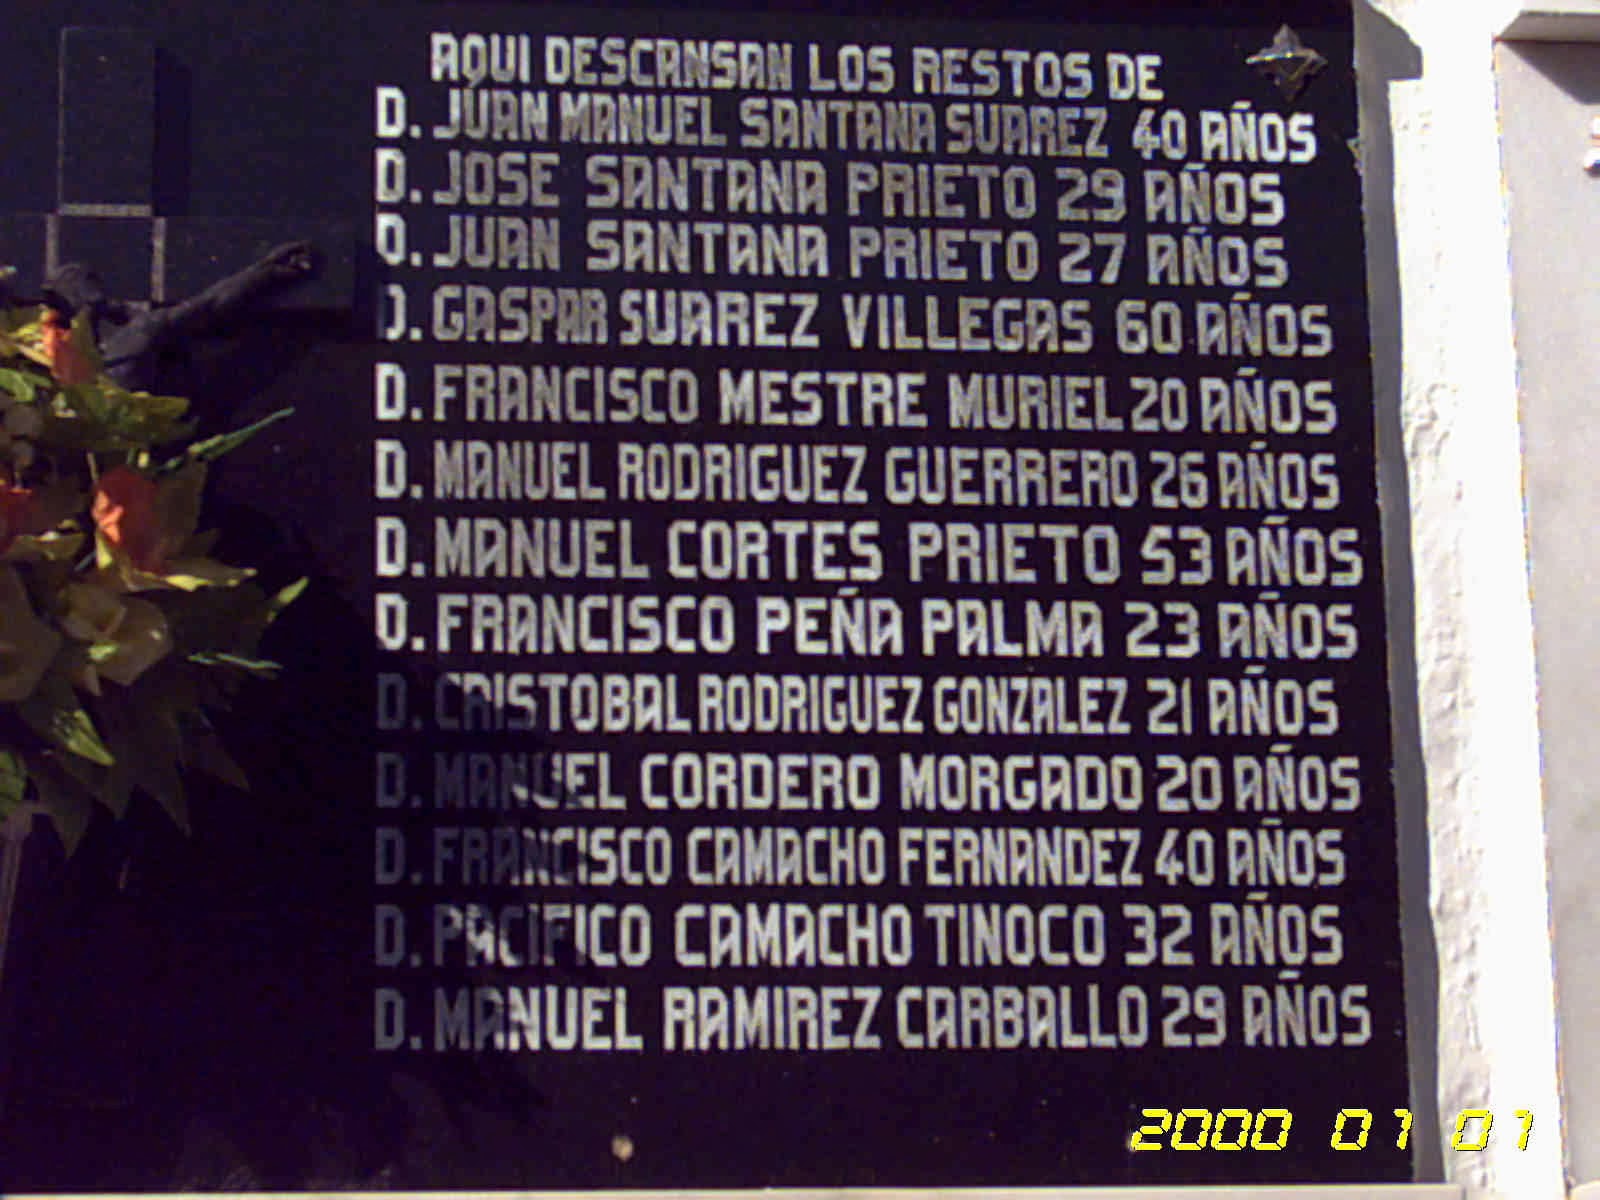 AQUI DESCANSAN LOS RESTOS DE
D. JUAN MANUEL SANTANA SUAREZ 40 AÑOS
D. JOSE SANTANA PRIETO 29 AÑOS
D. JUAN SANTANA PRIETO 27 AÑOS
D. GASPAR SUAREZ VILLEGAS 60 AÑOS
D. FRANCISCO MESTRE MURIEL 20 AÑOS
D. MANUEL RODRIGUEZ GUERRERO 26 AÑOS
D. MANUEL CORTES PRIETO 53 AÑOS
D. FRANCISCO PEÑA PALMA 23 AÑOS
D. CRISTOBAL RODRIGUEZ GONZALEZ 21 AÑOS
D. MANUEL CORDERO MORGADO 20 AÑOS
D. FRANCISCO CAMACHO FERNANDEZ 40 AÑOS
D. PACIFICO CAMACHO TINOCO 32 AÑOS
D. MANUEL RAMIREZ CARBALLO 29 AÑOS
2000 01 01